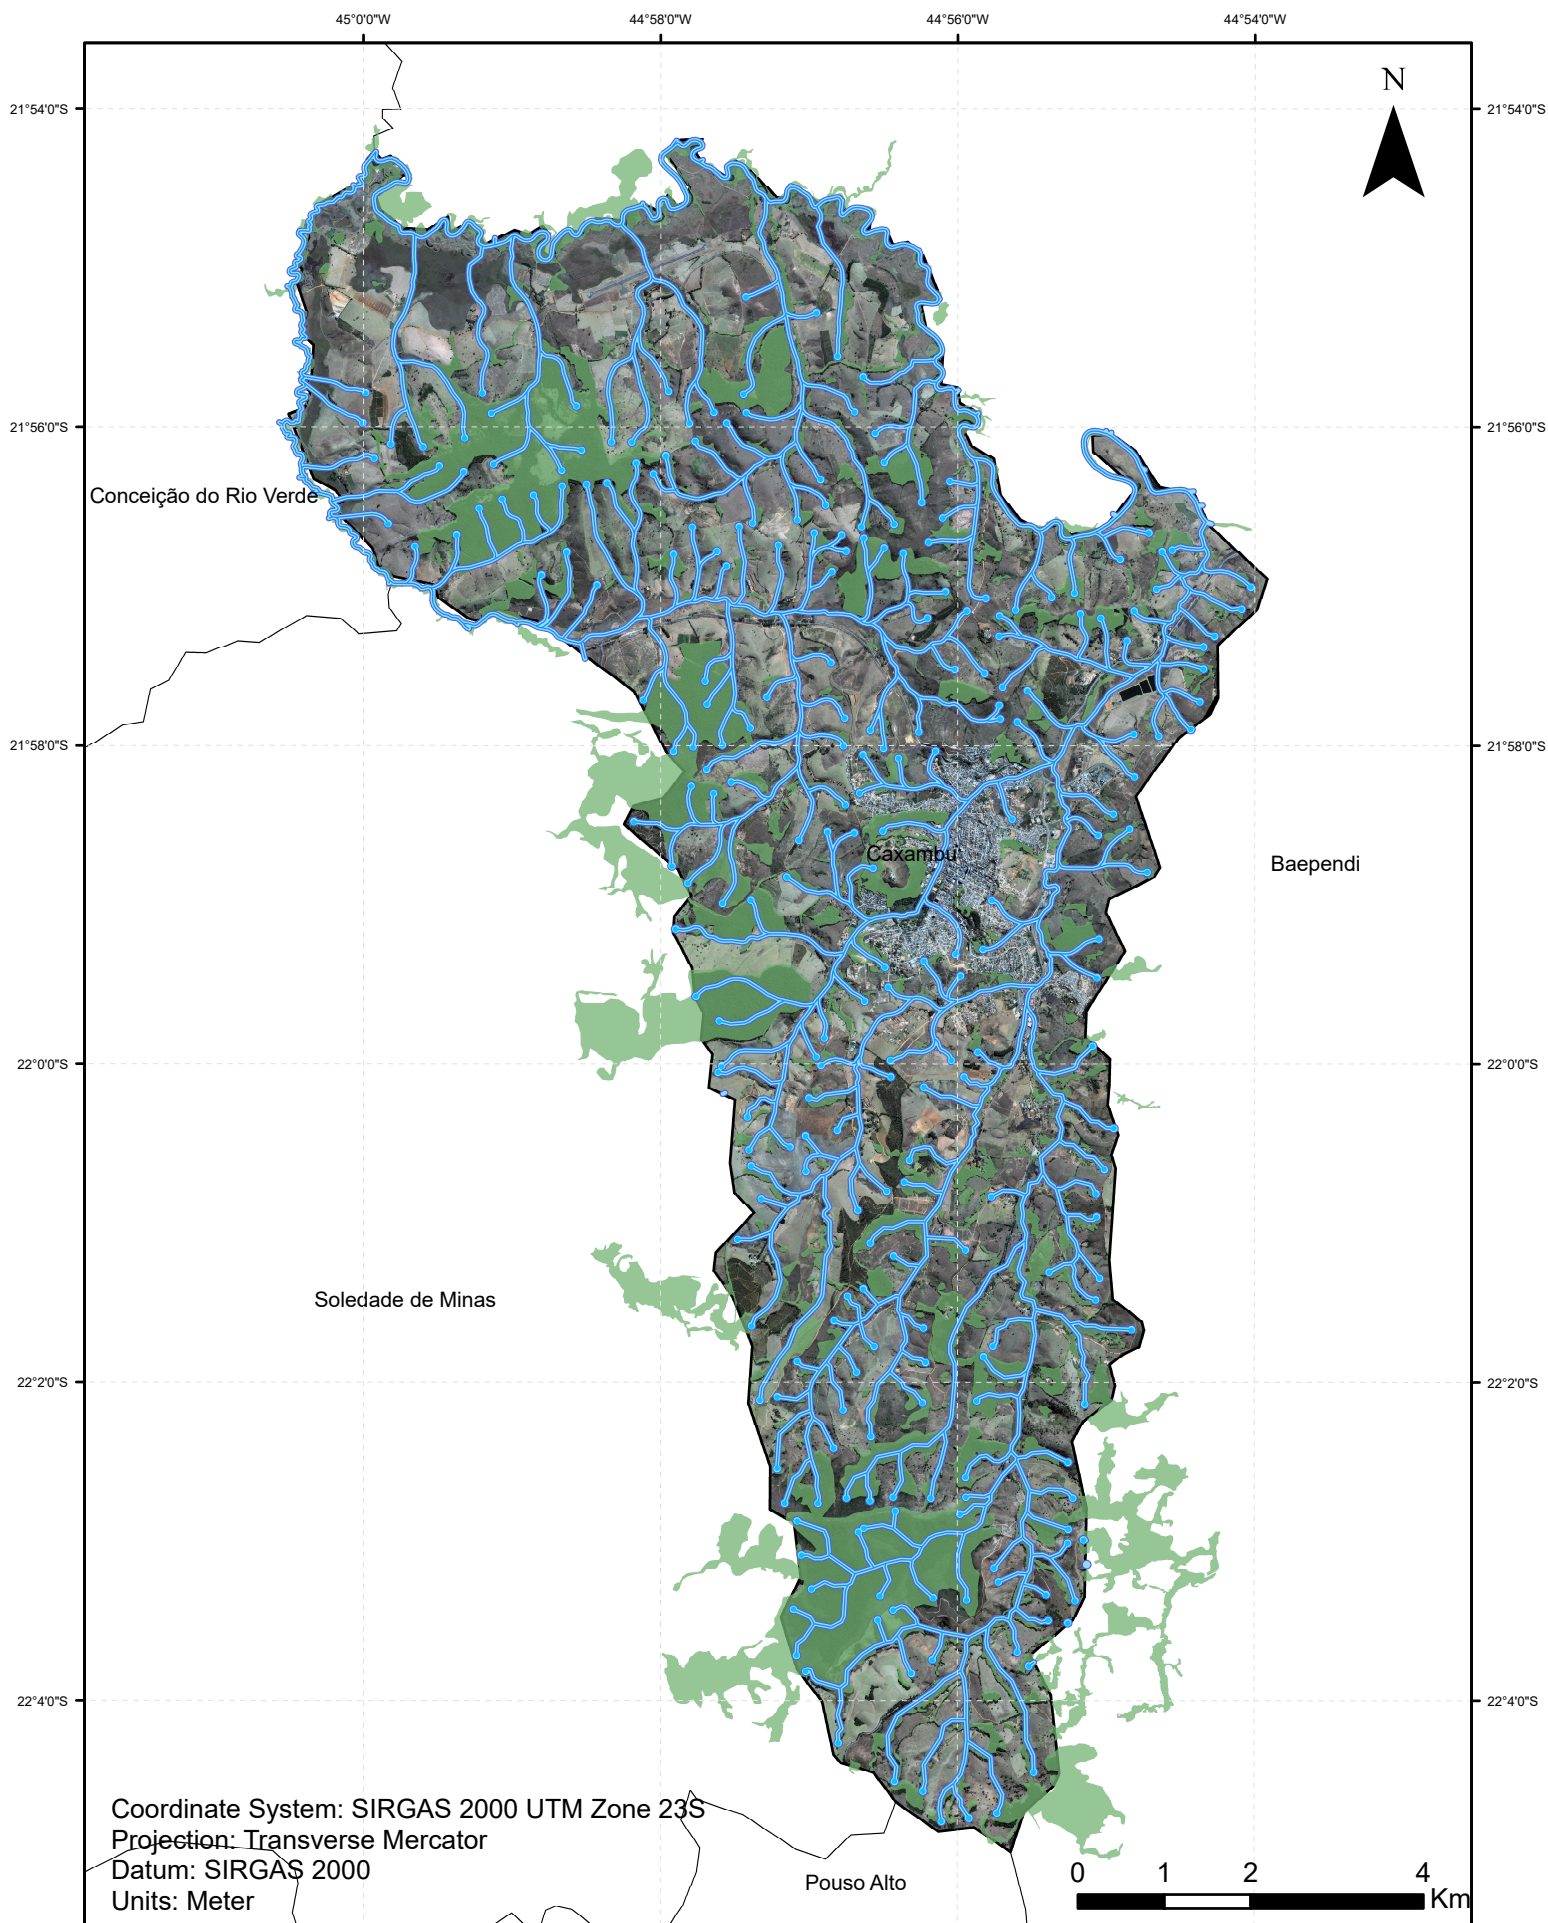 45°0'0"W 44°58'0"W 44°56'0"W 44°54'0"W
N
21°54'0"S 21°54'0"S
21°56'0"S 21°56'0"S
Conceição do Rio Verde
21°58'0"S 21°58'0"S
Caxambu
Baependi
22°0'0"S 22°0'0"S
Soledade de Minas
22°2'0"S 22°2'0"S
22°4'0"S 22°4'0"S
Coordinate System: SIRGAS 2000 UTM Zone 23S
Projection: Transverse Mercator
Datum: SIRGAS 2000
Units: Meter
Pouso Alto
0 1 2 4
Km